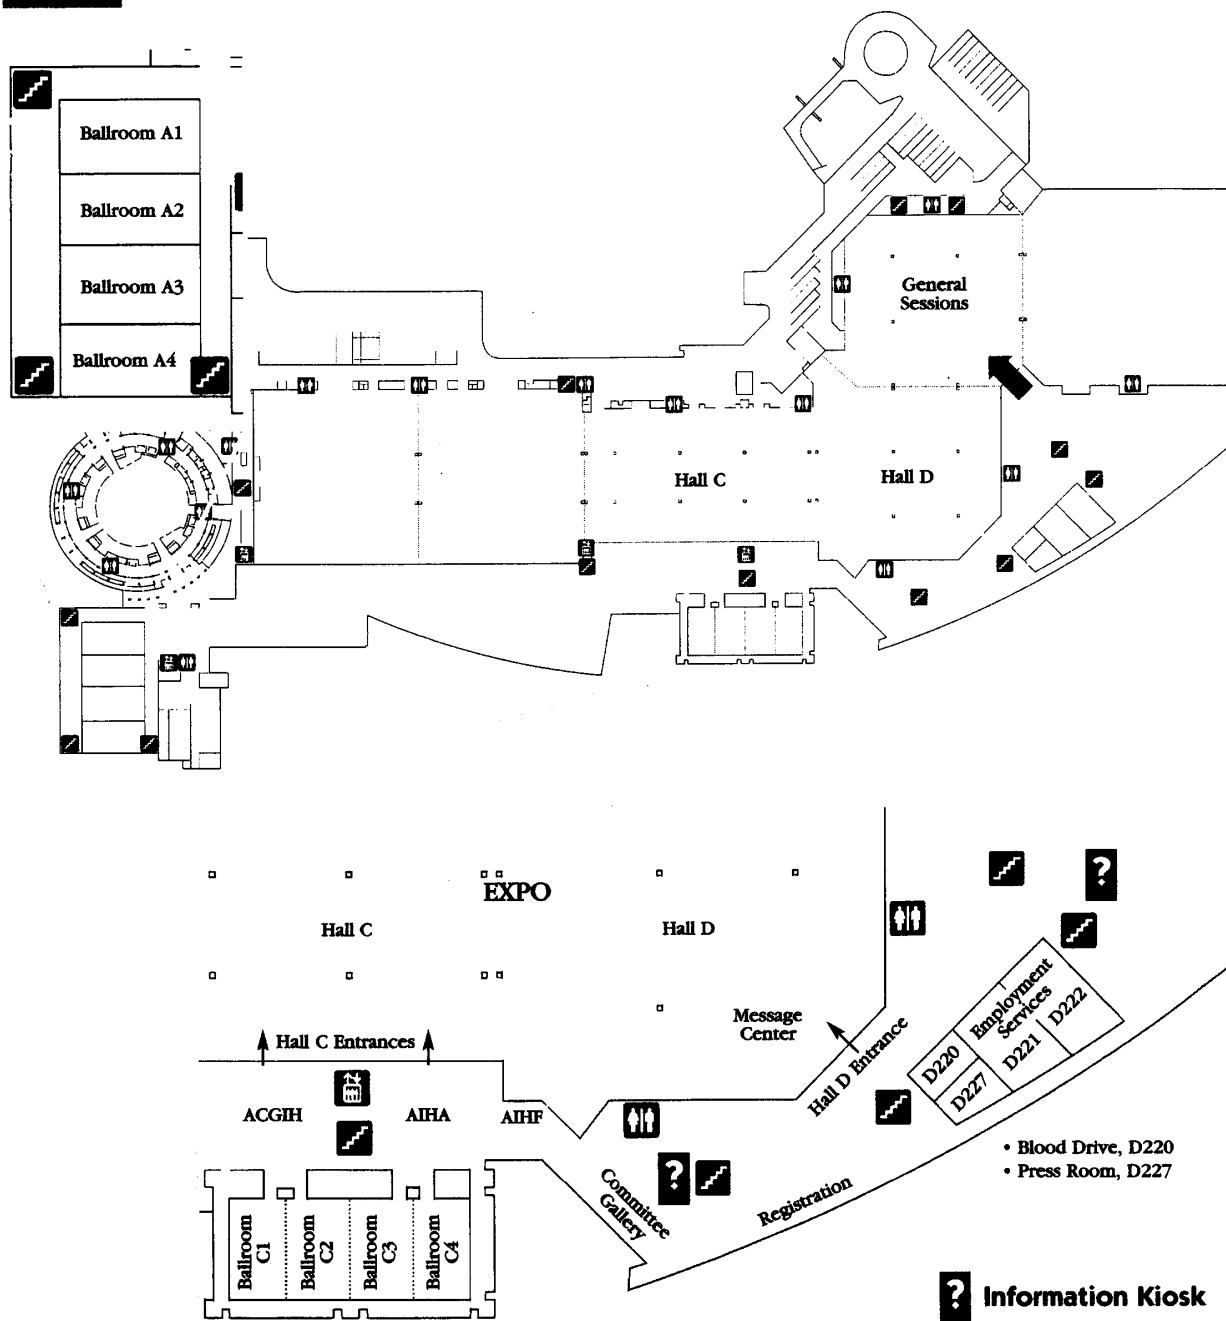 Ballroom A1
Ballroom A2
Ballroom A3
Ballroom A4
General
Sessions
Hall C
Hall D
EXPO
Hall C
Hall D
Message
Center
Hall C Entrances
Hall D Entrance
Employment
Services
D222
D221
D220
D227
ACGIH
AIHA
AIHF
• Blood Drive, D220
• Press Room, D227
Committee
Gallery
Registration
Ballroom
C1
Ballroom
C2
Ballroom
C3
Ballroom
C4
? Information Kiosk